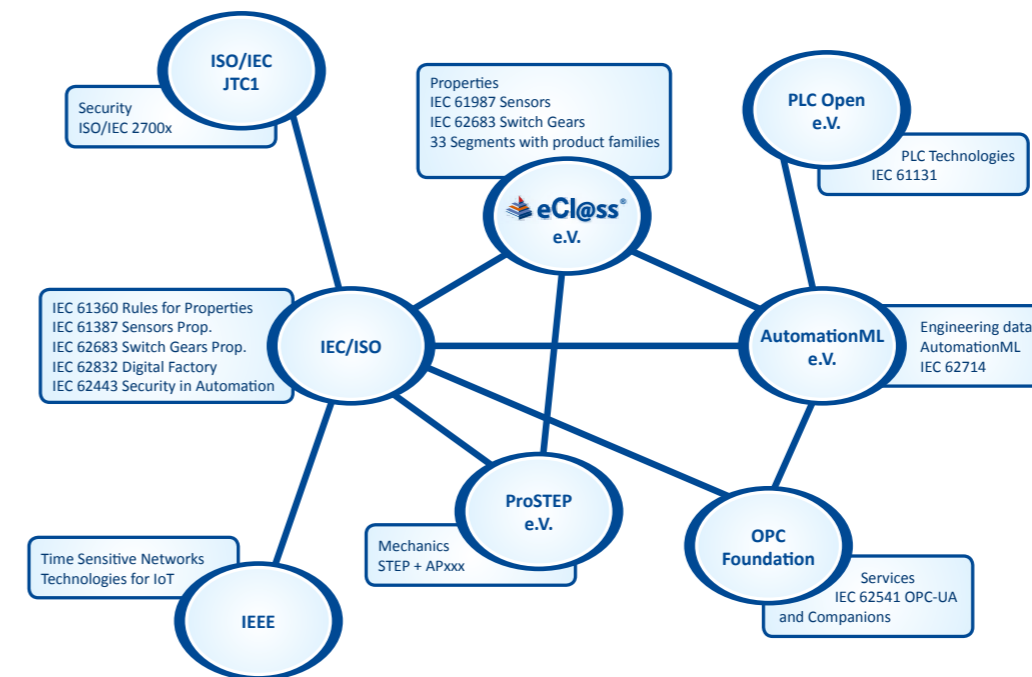 ISO/IEC
JTC1
Security
ISO/IEC 2700x
Properties
IEC 61987 Sensors
IEC 62683 Switch Gears
33 Segments with product families
eCl@ss®
e.V.
PLC Open
e.V.
PLC Technologies
IEC 61131
IEC 61360 Rules for Properties
IEC 61387 Sensors Prop.
IEC 62683 Switch Gears Prop.
IEC 62832 Digital Factory
IEC 62443 Security in Automation
IEC/ISO
AutomationML
e.V.
Engineering data
AutomationML
IEC 62714
ProSTEP
e.V.
Mechanics
STEP + APxxx
OPC
Foundation
Services
IEC 62541 OPC-UA
and Companions
Time Sensitive Networks
Technologies for IoT
IEEE